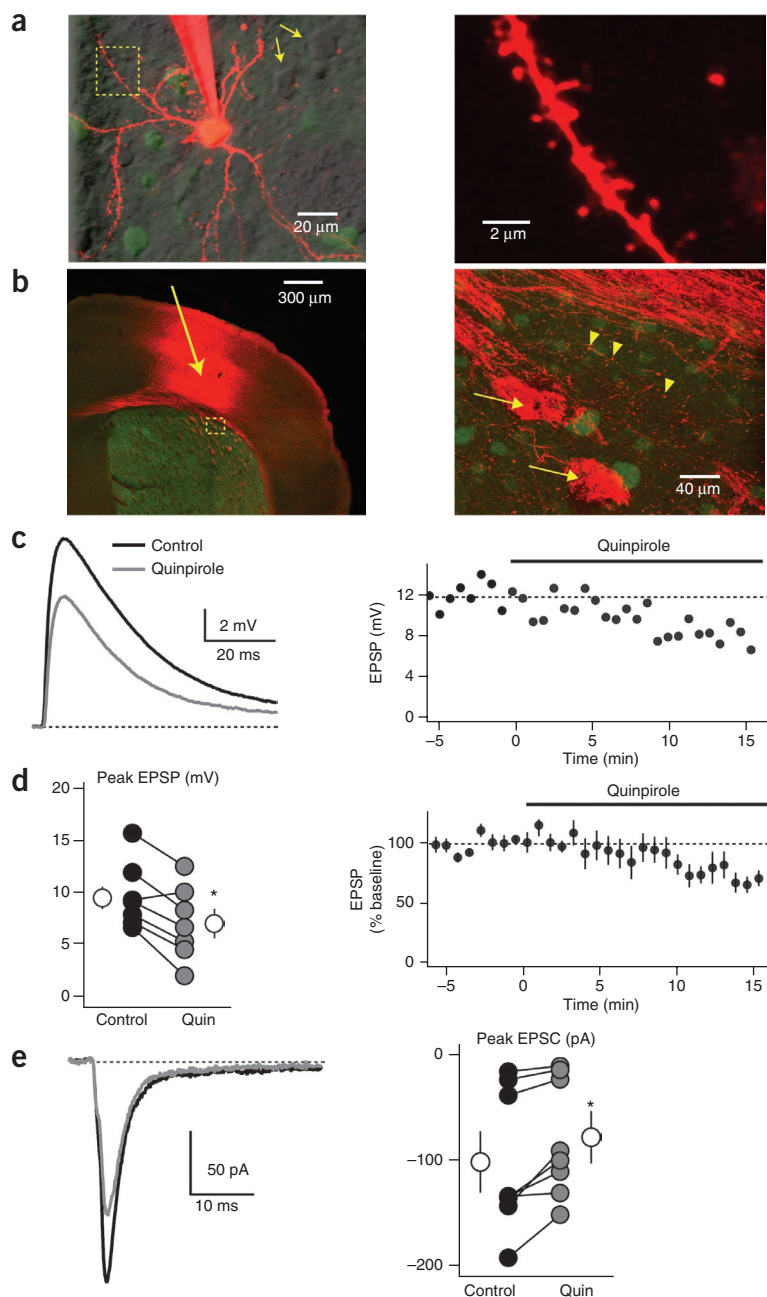 a
20 μm
2 μm
b
300 μm
40 μm
c
Control
Quinpirole
2 mV
20 ms
Quinpirole
EPSP (mV)
12
8
4
0
–5
0
5
10
15
Time (min)
d
Peak EPSP (mV)
20
15
10
5
0
*
Control
Quin
Quinpirole
EPSP
(% baseline)
100
50
0
–5
0
5
10
15
Time (min)
e
50 pA
10 ms
Peak EPSC (pA)
0
–100
–200
*
Control
Quin